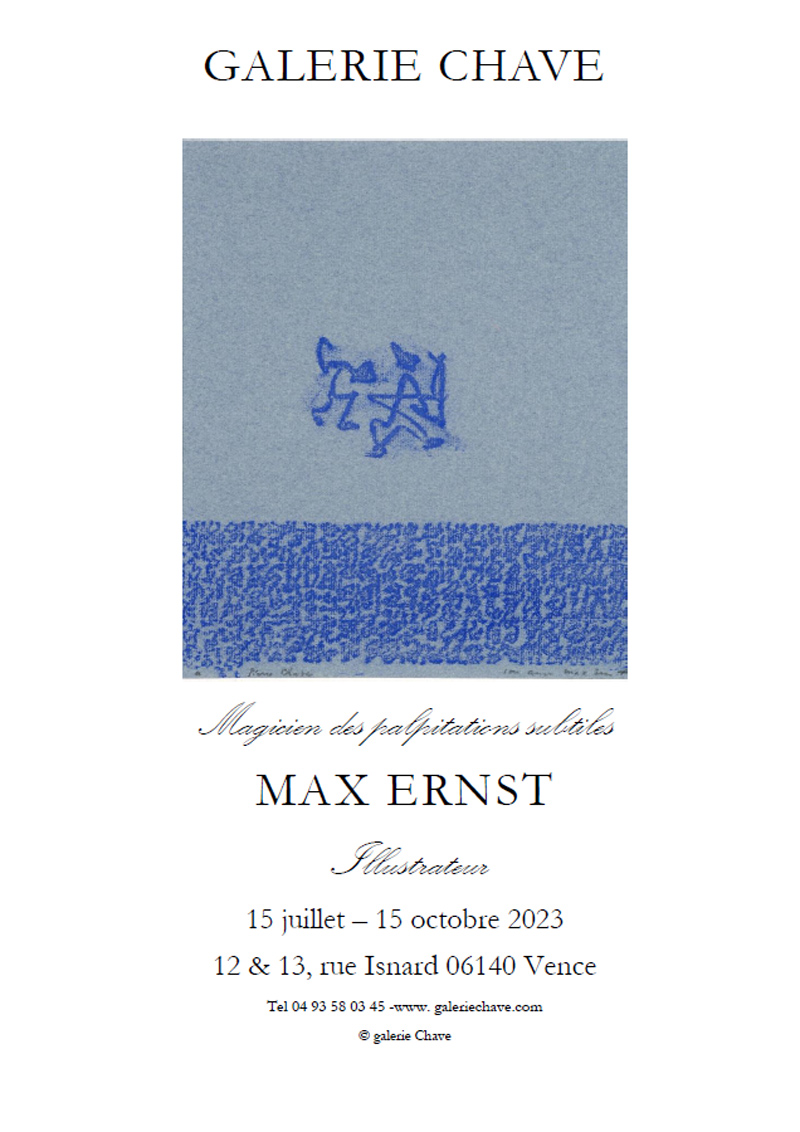 GALERIE CHAVE
Magicien des palpitations subtiles
MAX ERNST
Illustrateur
15 juillet – 15 octobre 2023
12 & 13, rue Isnard 06140 Vence
Tel 04 93 58 03 45 -www. galeriechave.com
© galerie Chave